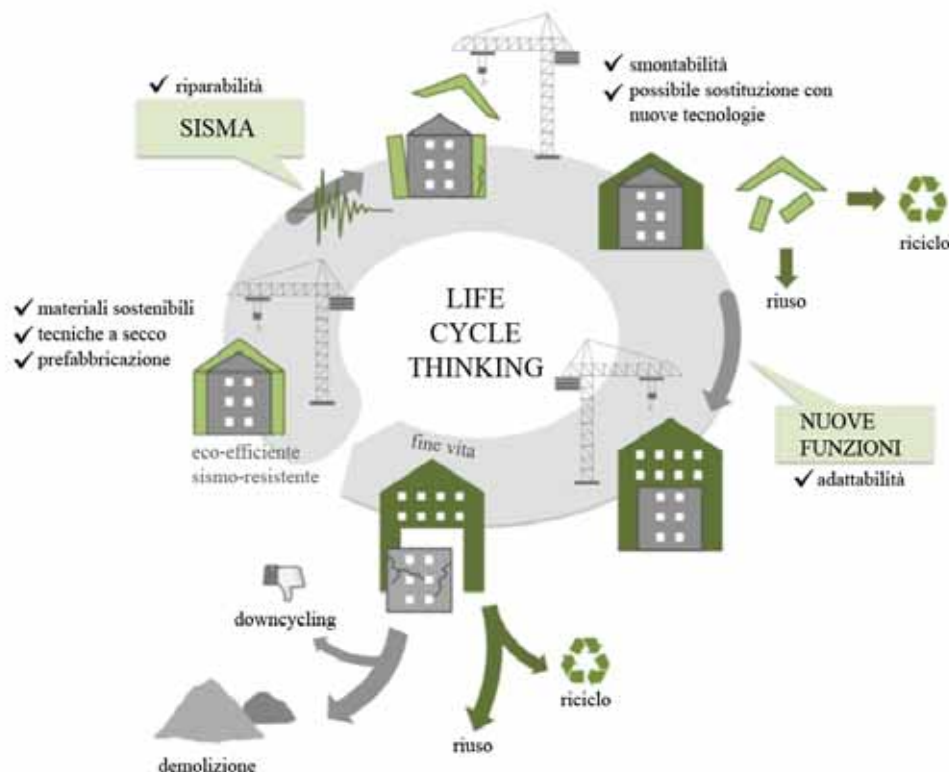 ✓ riparabilità
SISMA
✓ smontabilità
✓ possibile sostituzione con
nuove tecnologie
riciclo
riuso
✓ materiali sostenibili
✓ tecniche a secco
✓ prefabbricazione
LIFE
CYCLE
THINKING
NUOVE
FUNZIONI
✓ adattabilità
eco-efficiente
sismo-resistente
fine vita
downcycling
riciclo
riuso
demolizione